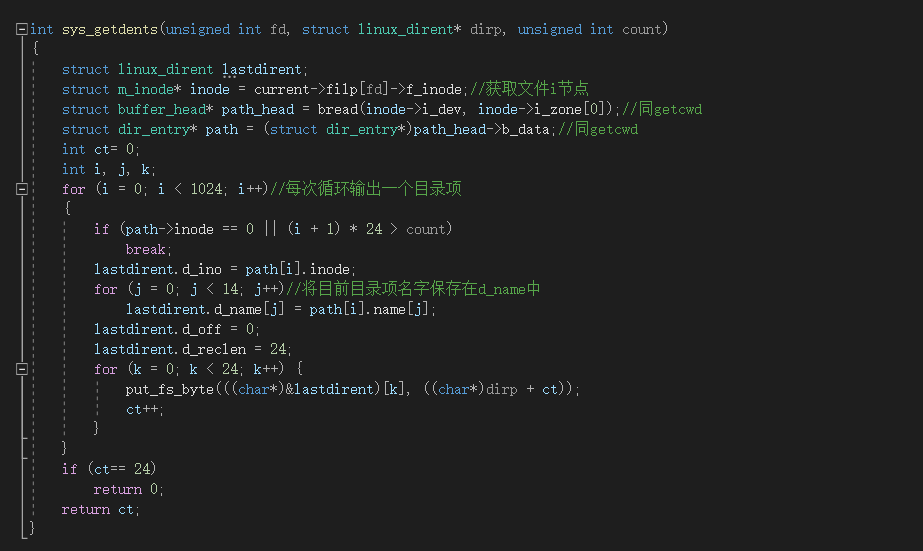 int sys_getdents(unsigned int fd, struct linux_dirent* dirp, unsigned int count)
{
struct linux_dirent lastdirent;
struct m_inode* inode = current->filp[fd]->f_inode;//获取文件i节点
struct buffer_head* path_head = bread(inode->i_dev, inode->i_zone[0]);//同getcwd
struct dir_entry* path = (struct dir_entry*)path_head->b_data;//同getcwd
int ct= 0;
int i, j, k;
for (i = 0; i < 1024; i++)//每次循环输出一个目录项
{
if (path->inode == 0 || (i + 1) * 24 > count)
break;
lastdirent.d_ino = path[i].inode;
for (j = 0; j < 14; j++)//将目前目录项名字保存在d_name中
lastdirent.d_name[j] = path[i].name[j];
lastdirent.d_off = 0;
lastdirent.d_reclen = 24;
for (k = 0; k < 24; k++) {
put_fs_byte(((char*)&lastdirent)[k], ((char*)dirp + ct));
ct++;
}
}
if (ct== 24)
return 0;
return ct;
}